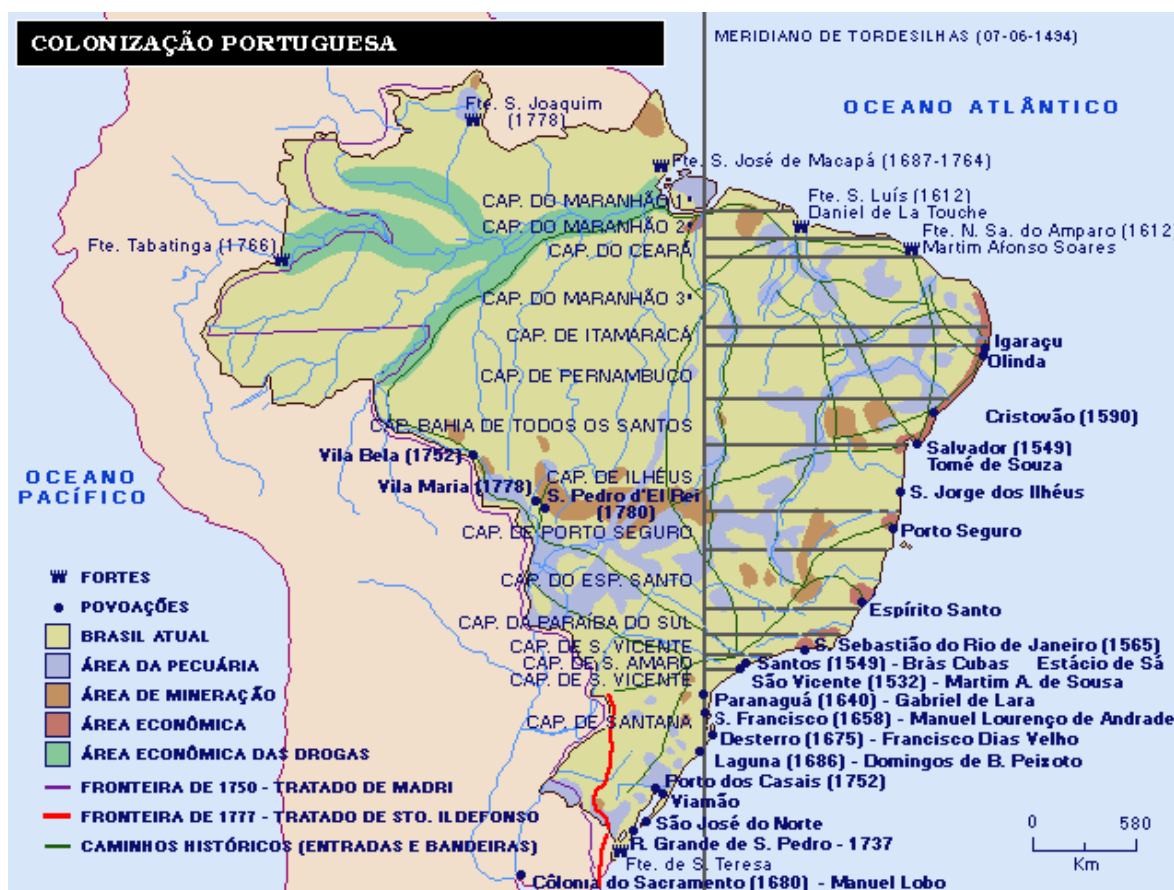 COLONIZAÇÃO PORTUGUESA
MERIDIANO DE TORDESILHAS (07-06-1494)
OCEANO ATLÂNTICO
Fte. S. Joaquim
(1778)
Fte. S. José de Macapá (1687-1764)
CAP. DO MARANHÃO 1ª
Fte. S. Luís (1612)
Daniel de La Touche
CAP. DO MARANHÃO 2ª
Fte. N. Sa. do Amparo (1612
Martim Afonso Soares
Fte. Tabatinga (1766)
CAP. DO CEARÁ
CAP. DO MARANHÃO 3ª
CAP. DE ITAMARACÁ
Igaraçu
Olinda
CAP. DE PERNAMBUCO
Cristovão (1590)
CAP. BAHIA DE TODOS OS SANTOS
Salvador (1549)
Tomé de Souza
Vila Bela (1752)
OCEANO
PACÍFICO
CAP. DE ILHÉUS
Vila Maria (1778)
S. Pedro d'El Rei
(1780)
S. Jorge dos Ilhéus
CAP. DE PORTO SEGURO
Porto Seguro
CAP. DO ESP. SANTO
Espírito Santo
CAP. DA PARAÍBA DO SUL
CAP. DE S. VICENTE
S. Sebastião do Rio de Janeiro (1565)
CAP. DE S. AMARO
Santos (1549) - Bràs Cubas Estácio de Sá
CAP. DE S. VICENTE
São Vicente (1532) - Martim A. de Sousa
Paranaguá (1640) - Gabriel de Lara
CAP. DE SANTANA
S. Francisco (1658) - Manuel Lourenço de Andrade
Desterro (1675) - Francisco Dias Velho
Laguna (1686) - Domingos de B. Peixoto
Porto dos Casais (1752)
Viamão
São José do Norte
R. Grande de S. Pedro - 1737
Fte. de S. Teresa
Côlonia do Sacramento (1680) - Manuel Lobo
FORTES
POVOAÇÕES
BRASIL ATUAL
ÁREA DA PECUÁRIA
ÁREA DE MINERAÇÃO
ÁREA ECONÔMICA
ÁREA ECONÔMICA DAS DROGAS
FRONTEIRA DE 1750 - TRATADO DE MADRI
FRONTEIRA DE 1777 - TRATADO DE STO. ILDEFONSO
CAMINHOS HISTÓRICOS (ENTRADAS E BANDEIRAS)
0 580
Km